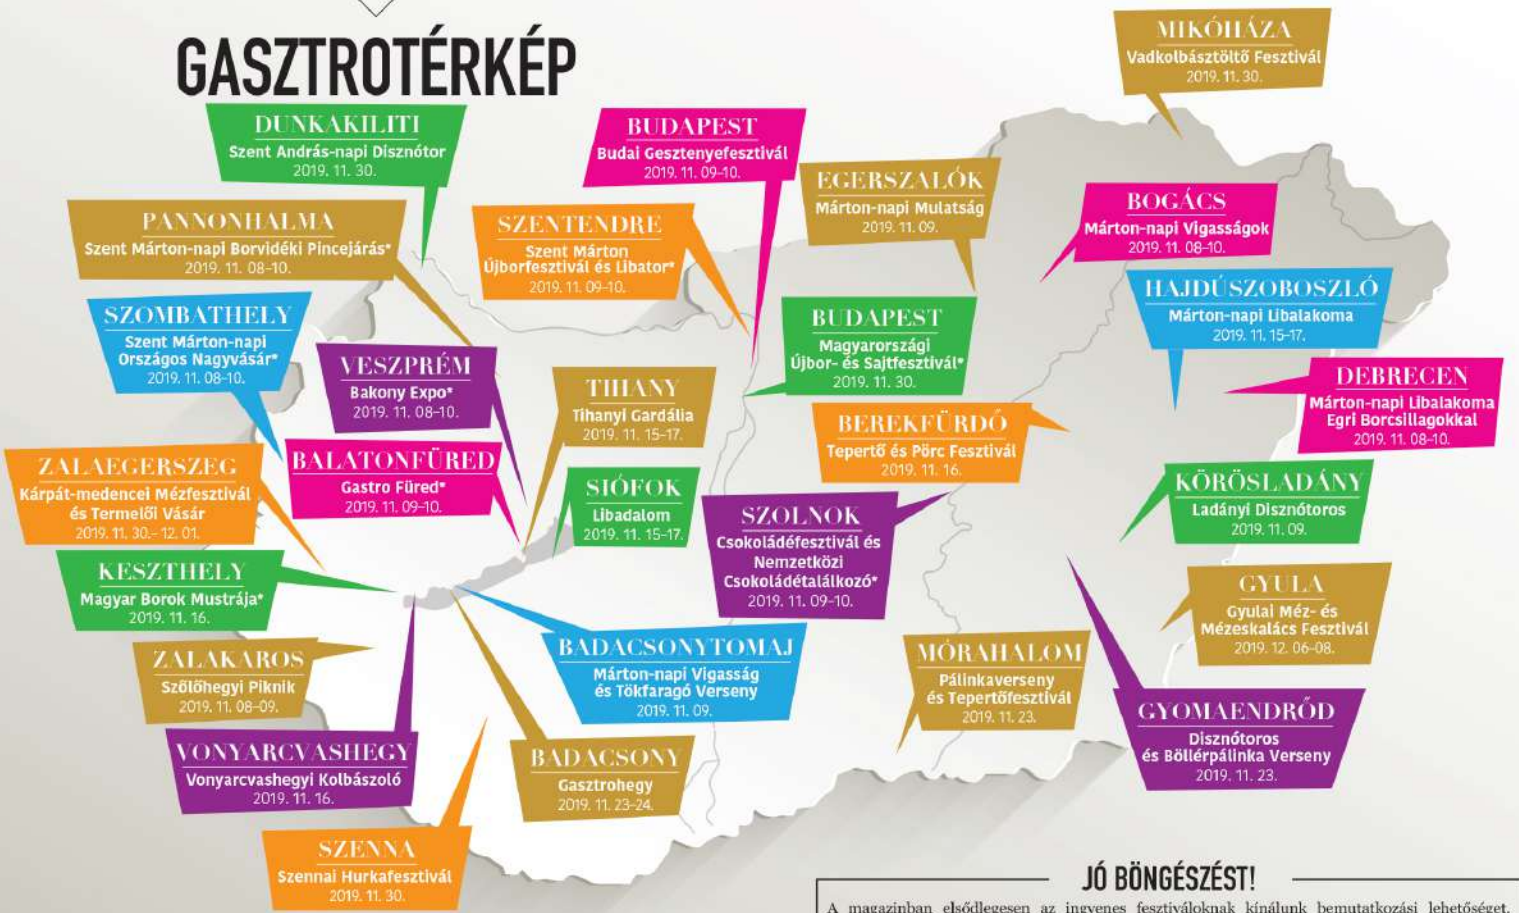 GASZTROTÉRKÉP
MIKÓHÁZA
Vadkolbásztöltő Fesztivál
2019. 11. 30.
DUNKAKILITI
Szent András-napi Disznótor
2019. 11. 30.
BUDAPEST
Budai Gesztenyefesztivál
2019. 11. 09-10.
EGERSZALÓK
Márton-napi Mulatság
2019. 11. 09.
BOGÁCS
Márton-napi Vigasságok
2019. 11. 08-10.
PANNONHALMA
Szent Márton-napi Borvidéki Pincejárás*
2019. 11. 08-10.
SZENTENDRE
Szent Márton
Újborfesztivál és Libator*
2019. 11. 09-10.
HAJDÚSZOBOSZLÓ
Márton-napi Libalakoma
2019. 11. 15-17.
SZOMBATHELY
Szent Márton-napi
Országos Nagyvásár*
2019. 11. 08-10.
VESZPRÉM
Bakony Expo*
2019. 11. 08-10.
BUDAPEST
Magyarországi
Újbor- és Sajtfesztivál*
2019. 11. 30.
TIHANY
Tihanyi Gardália
2019. 11. 15-17.
DEBRECEN
Márton-napi Libalakoma
Egri Borcsillagokkal
2019. 11. 08-10.
BEREKFÜRDŐ
Tepertő és Pörc Fesztivál
2019. 11. 16.
ZALAEGERSZEG
Kárpát-medencei Mézfesztivál
és Termelői Vásár
2019. 11. 30.- 12. 01.
BALATONFÜRED
Gastro Füred*
2019. 11. 09-10.
SIÓFOK
Libadalom
2019. 11. 15-17.
KÖRÖSLADÁNY
Ladányi Disznótoros
2019. 11. 09.
SZOLNOK
Csokoládéfesztivál és
Nemzetközi
Csokoládétalálkozó*
2019. 11. 09-10.
KESZTHELY
Magyar Borok Mustrája*
2019. 11. 16.
GYULA
Gyulai Méz- és
Mézeskalács Fesztivál
2019. 12. 06-08.
ZALAKAROS
Szőlőhegyi Piknik
2019. 11. 08-09.
BADACSONYTOMAJ
Márton-napi Vigasság
és Tökfaragó Verseny
2019. 11. 09.
MÓRAHALOM
Pálinkaverseny
és Tepertőfesztivál
2019. 11. 23.
GYOMAENDRŐD
Disznótoros
és Böllérpálinka Verseny
2019. 11. 23.
VONYARCVASHEGY
Vonyarcvashegyi Kolbászoló
2019. 11. 16.
BADACSONY
Gasztrohegy
2019. 11. 23-24.
SZENNA
Szennai Hurkafesztivál
2019. 11. 30.
JÓ BÖNGÉSZÉST!
A magazinban elsődlegesen az ingyenes fesztiváloknak kínálunk bemutatkozási lehetőséget.